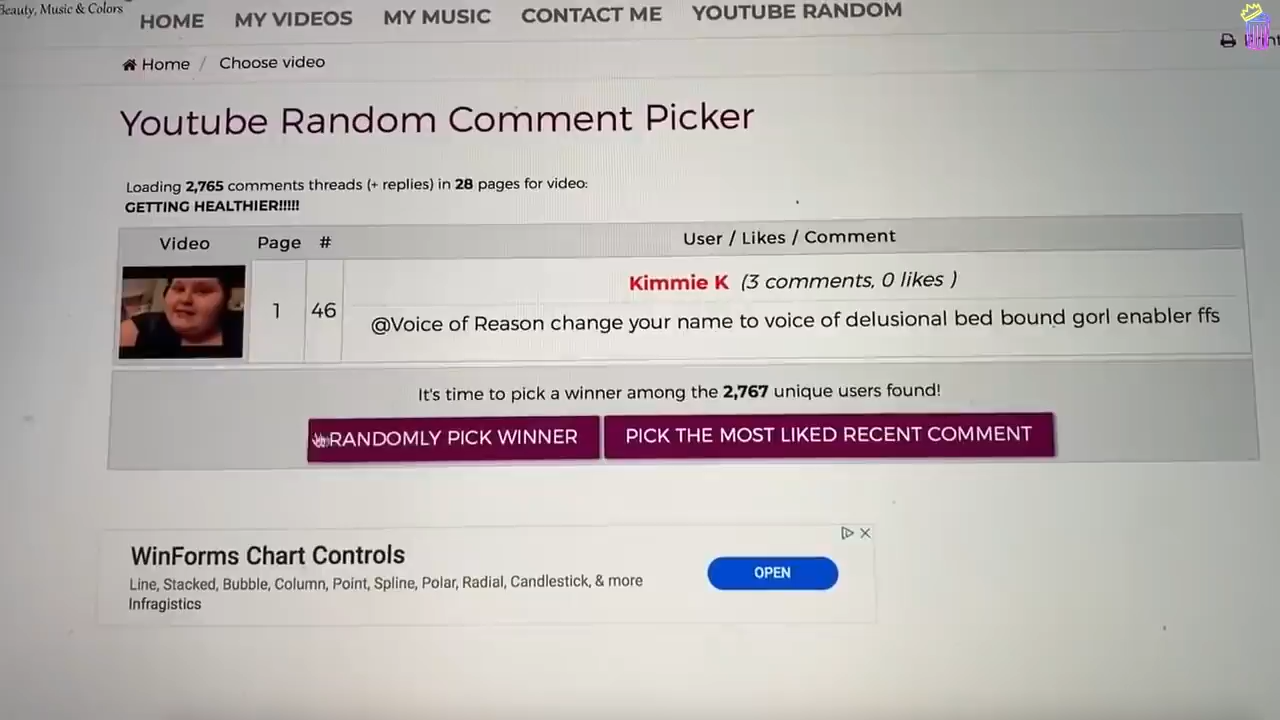 Beauty, Music & Colors
HOME MY VIDEOS MY MUSIC CONTACT ME YOUTUBE RANDOM
Print
Home / Choose video
Youtube Random Comment Picker
Loading 2,765 comments threads (+ replies) in 28 pages for video:
GETTING HEALTHIER!!!!!
Video Page # User / Likes / Comment
Kimmie K (3 comments, 0 likes )
1 46
@Voice of Reason change your name to voice of delusional bed bound gorl enabler ffs
It's time to pick a winner among the 2,767 unique users found!
RANDOMLY PICK WINNER PICK THE MOST LIKED RECENT COMMENT
WinForms Chart Controls
Line, Stacked, Bubble, Column, Point, Spline, Polar, Radial, Candlestick, & more
Infragistics
OPEN